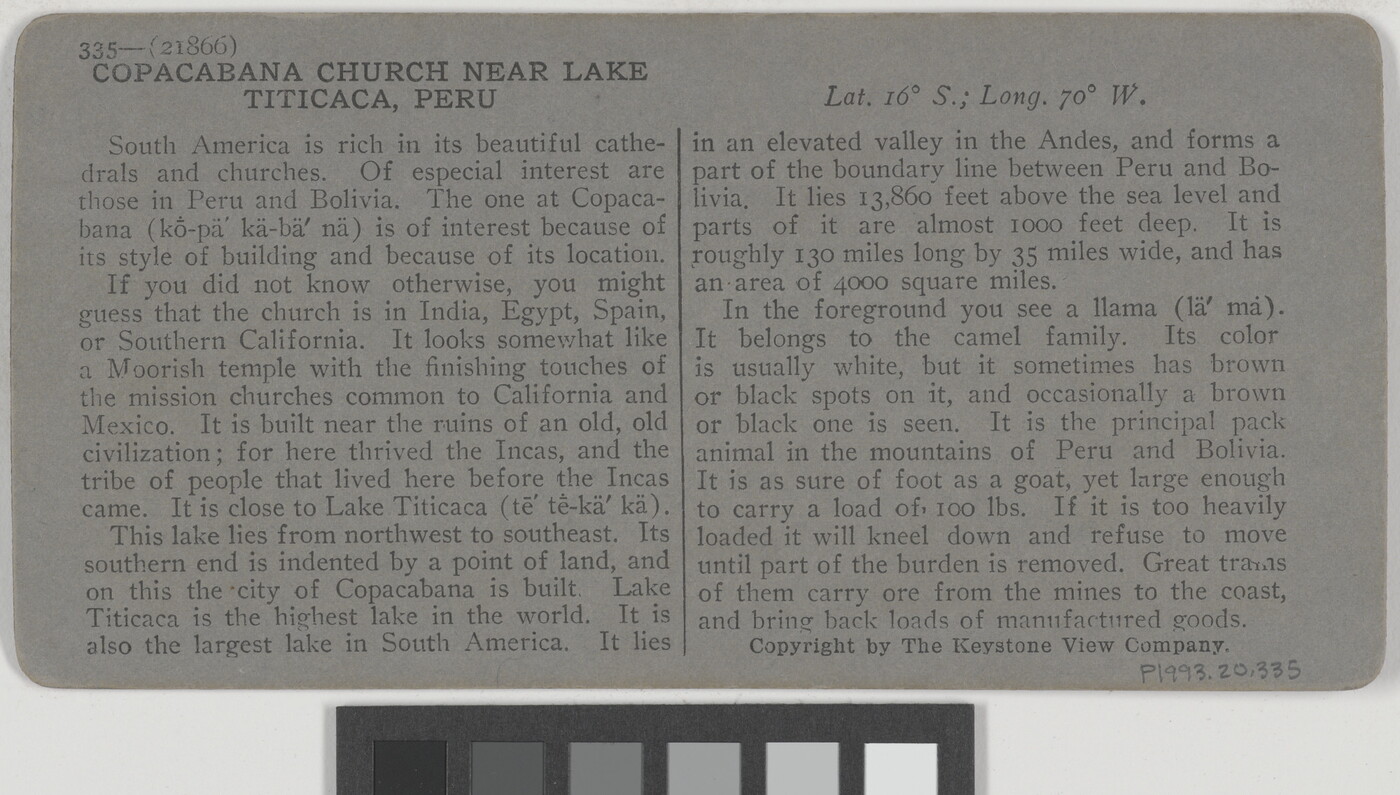 335—(21866)
COPACABANA CHURCH NEAR LAKE
TITICACA, PERU
Lat. 16° S.; Long. 70° W.
South America is rich in its beautiful cathe-
drals and churches. Of especial interest are
those in Peru and Bolivia. The one at Copaca-
bana (kō̇-pä′ kä-bä′ nä) is of interest because of
its style of building and because of its location.
If you did not know otherwise, you might
guess that the church is in India, Egypt, Spain,
or Southern California. It looks somewhat like
a Moorish temple with the finishing touches of
the mission churches common to California and
Mexico. It is built near the ruins of an old, old
civilization; for here thrived the Incas, and the
tribe of people that lived here before the Incas
came. It is close to Lake Titicaca (tē′ tē̇-kä′ kä).
This lake lies from northwest to southeast. Its
southern end is indented by a point of land, and
on this the city of Copacabana is built. Lake
Titicaca is the highest lake in the world. It is
also the largest lake in South America. It lies
in an elevated valley in the Andes, and forms a
part of the boundary line between Peru and Bo-
livia. It lies 13,860 feet above the sea level and
parts of it are almost 1000 feet deep. It is
roughly 130 miles long by 35 miles wide, and has
an area of 4000 square miles.
In the foreground you see a llama (lä′ mȧ).
It belongs to the camel family. Its color
is usually white, but it sometimes has brown
or black spots on it, and occasionally a brown
or black one is seen. It is the principal pack
animal in the mountains of Peru and Bolivia.
It is as sure of foot as a goat, yet large enough
to carry a load of 100 lbs. If it is too heavily
loaded it will kneel down and refuse to move
until part of the burden is removed. Great trains
of them carry ore from the mines to the coast,
and bring back loads of manufactured goods.
Copyright by The Keystone View Company.
P1993.20.335